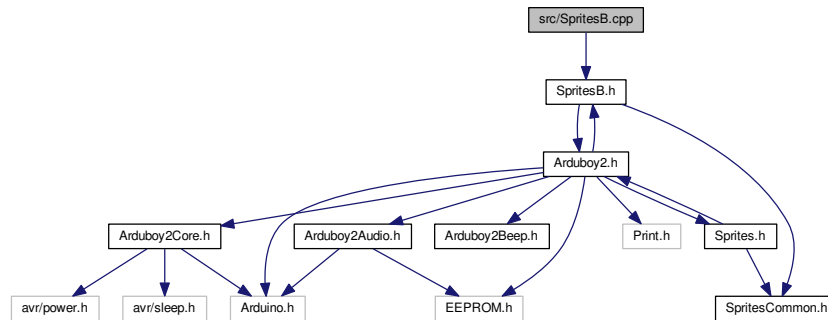 src/SpritesB.cpp
SpritesB.h
Arduboy2.h
Arduboy2Core.h
Arduboy2Audio.h
Arduboy2Beep.h
Print.h
Sprites.h
avr/power.h
avr/sleep.h
Arduino.h
EEPROM.h
SpritesCommon.h